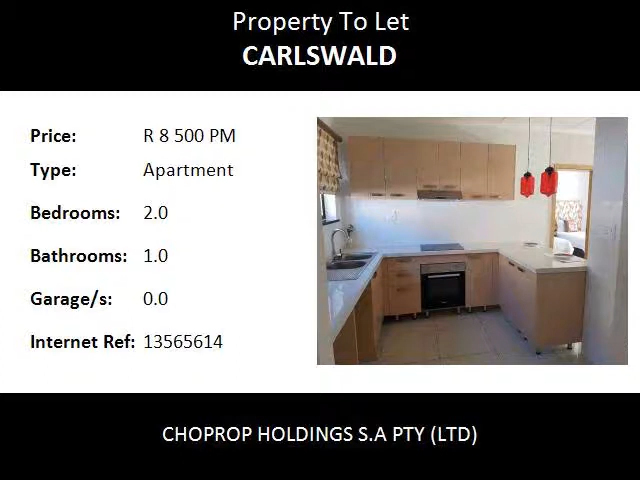 Property To Let
CARLSWALD
Price: R 8 500 PM
Type: Apartment
Bedrooms: 2.0
Bathrooms: 1.0
Garage/s: 0.0
Internet Ref: 13565614
CHOPROP HOLDINGS S.A PTY (LTD)